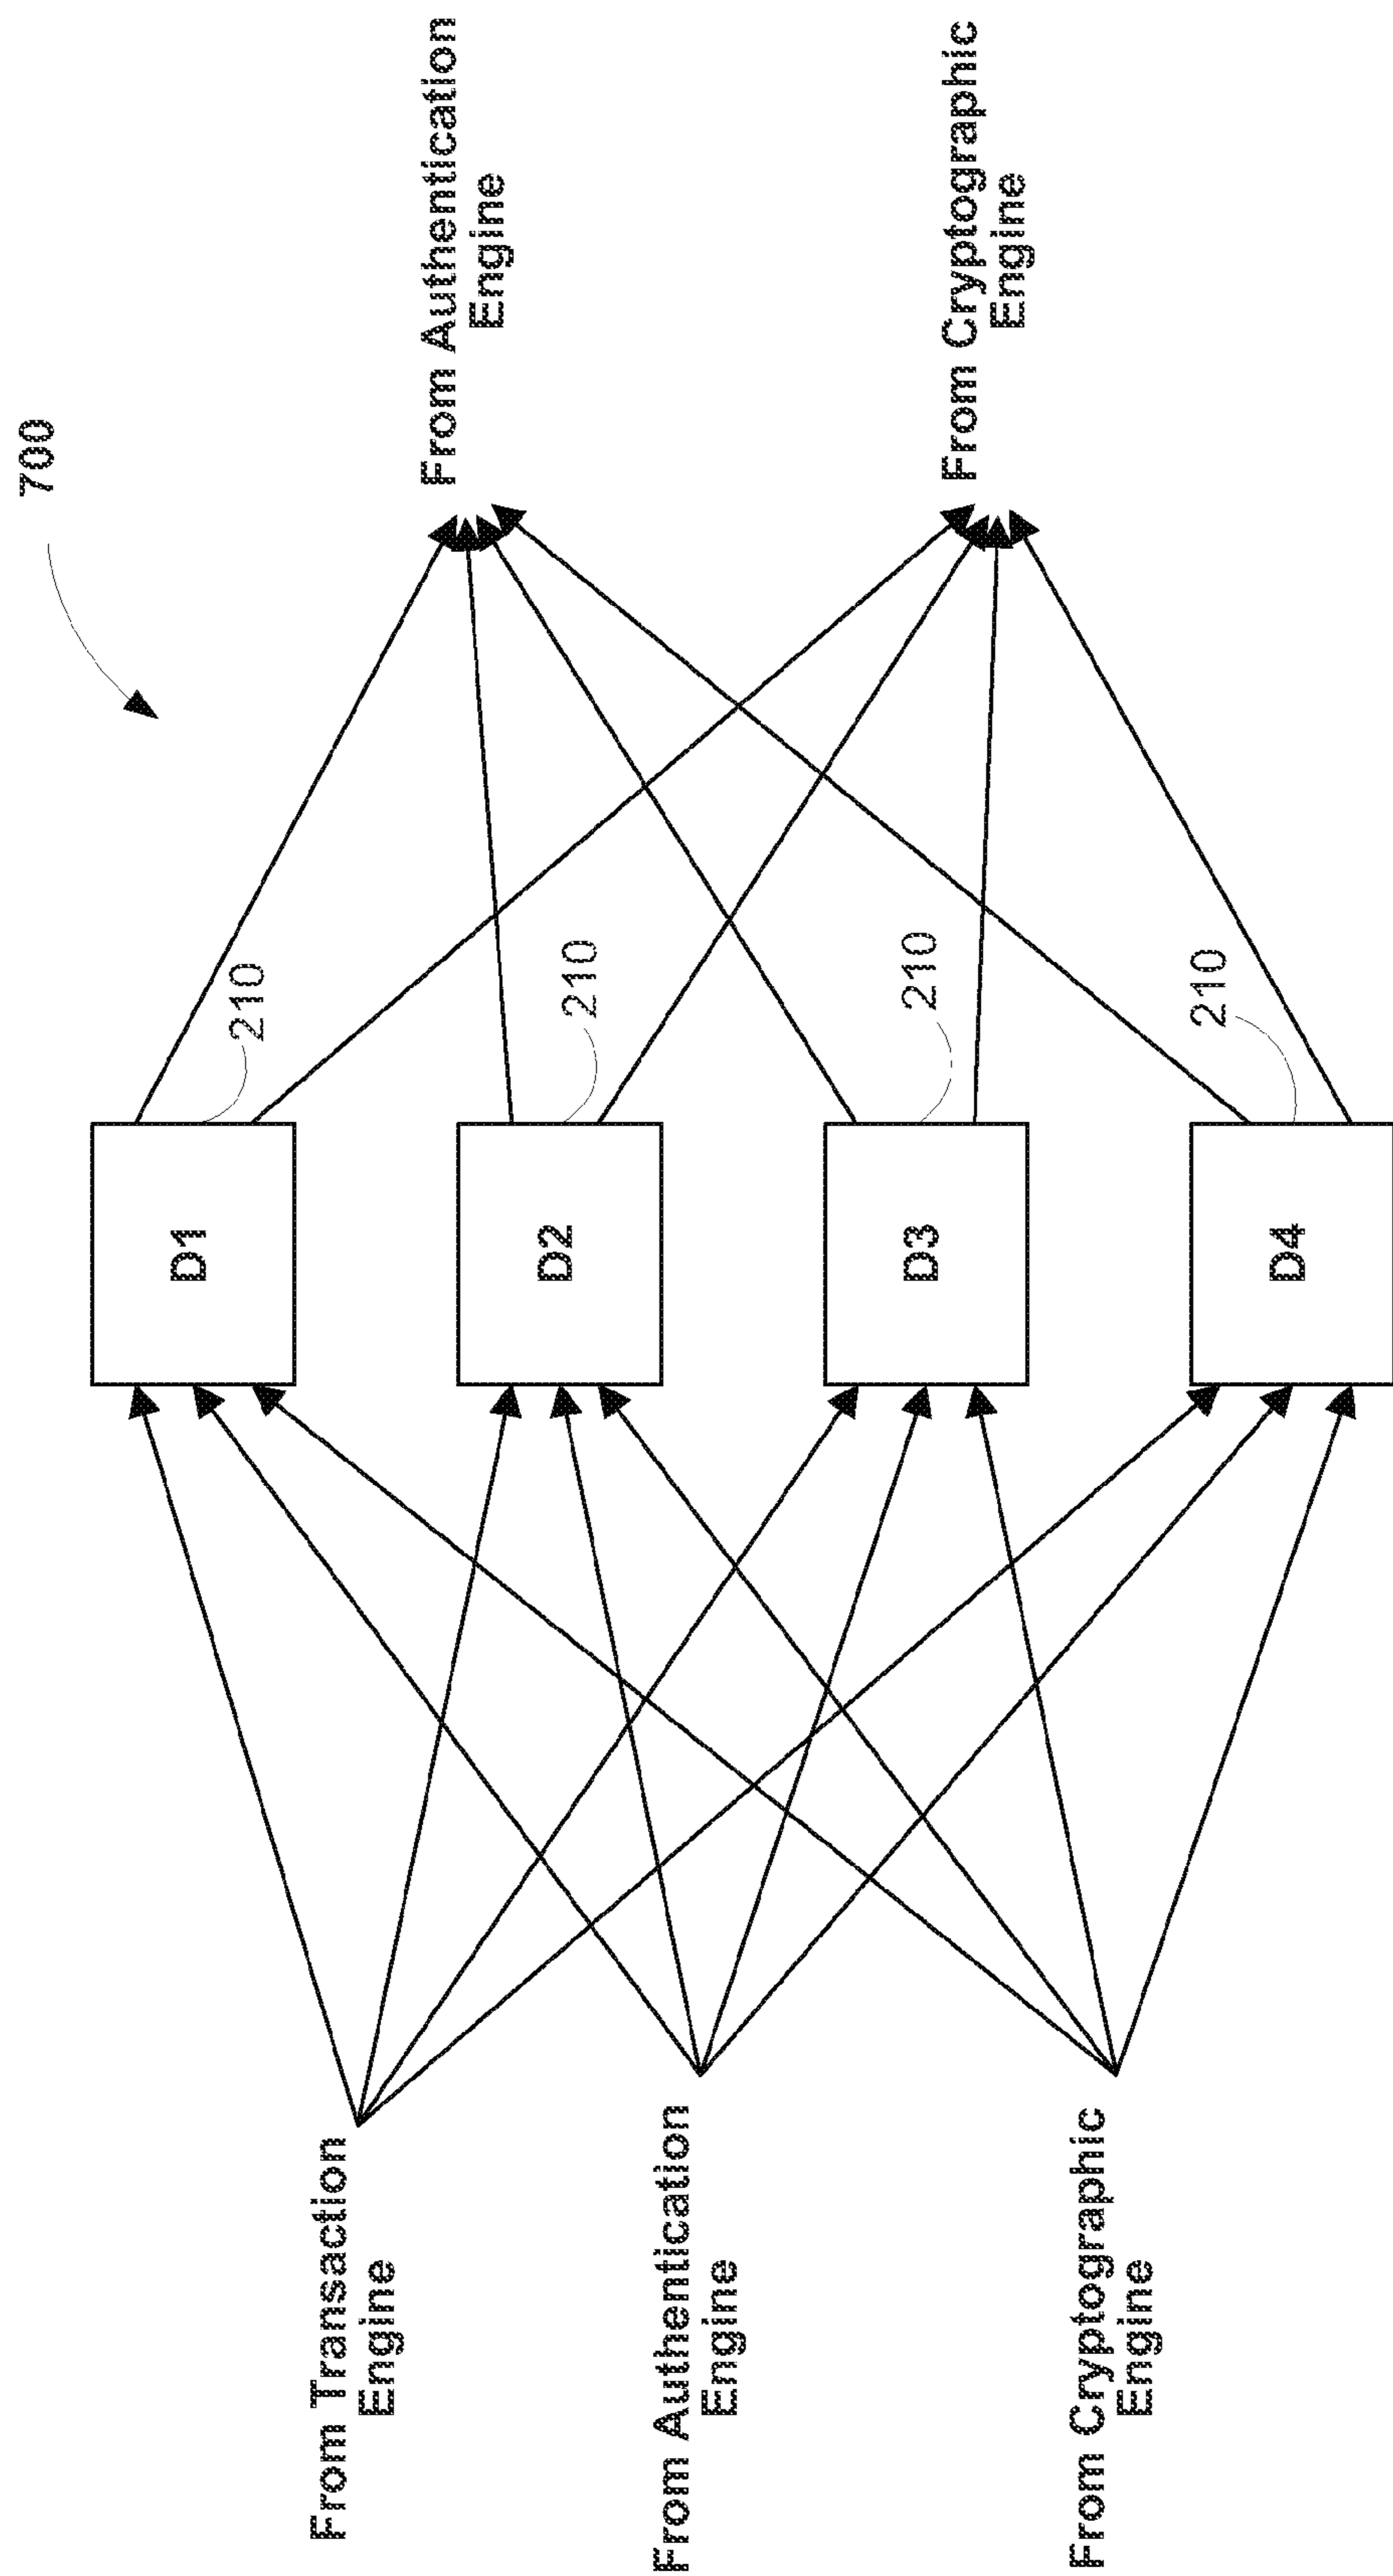 700
From Transaction
Engine
From Authentication
Engine
From Cryptographic
Engine
D1
210
D2
210
D3
210
D4
210
From Authentication
Engine
From Cryptographic
Engine